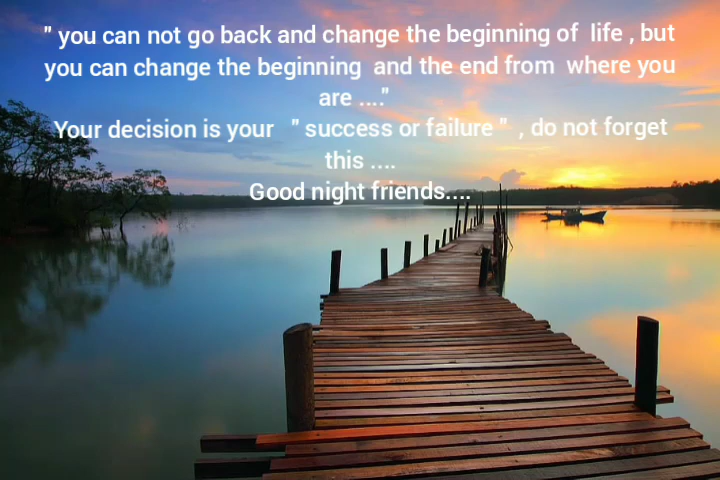 " you can not go back and change the beginning of life , but
you can change the beginning and the end from where you
are ...."
Your decision is your " success or failure " , do not forget
this ....
Good night friends....